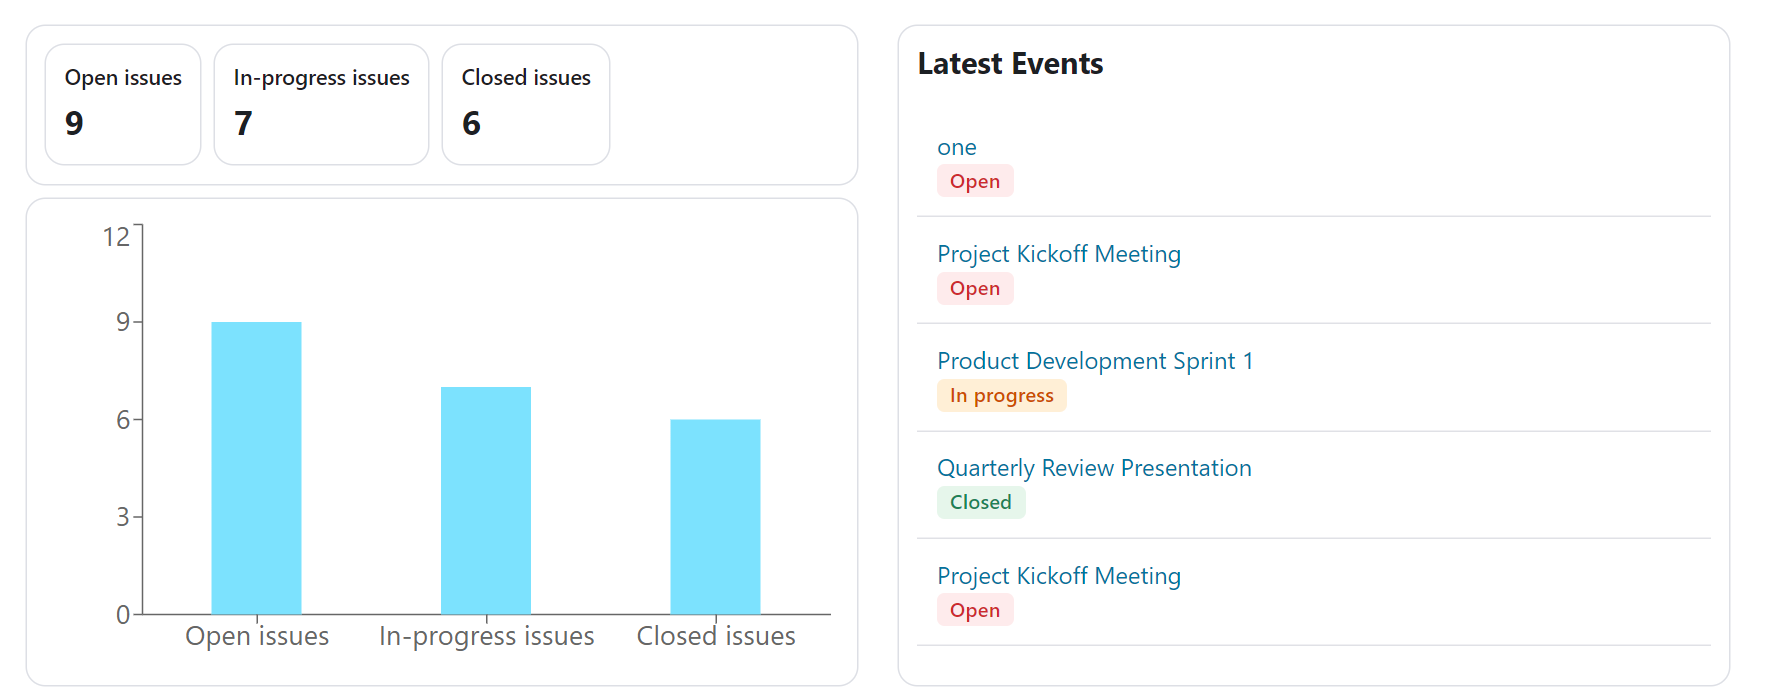 Open issues
9
In-progress issues
7
Closed issues
6
12
9
6
3
0
Open issues
In-progress issues
Closed issues
Latest Events
one
Open
Project Kickoff Meeting
Open
Product Development Sprint 1
In progress
Quarterly Review Presentation
Closed
Project Kickoff Meeting
Open